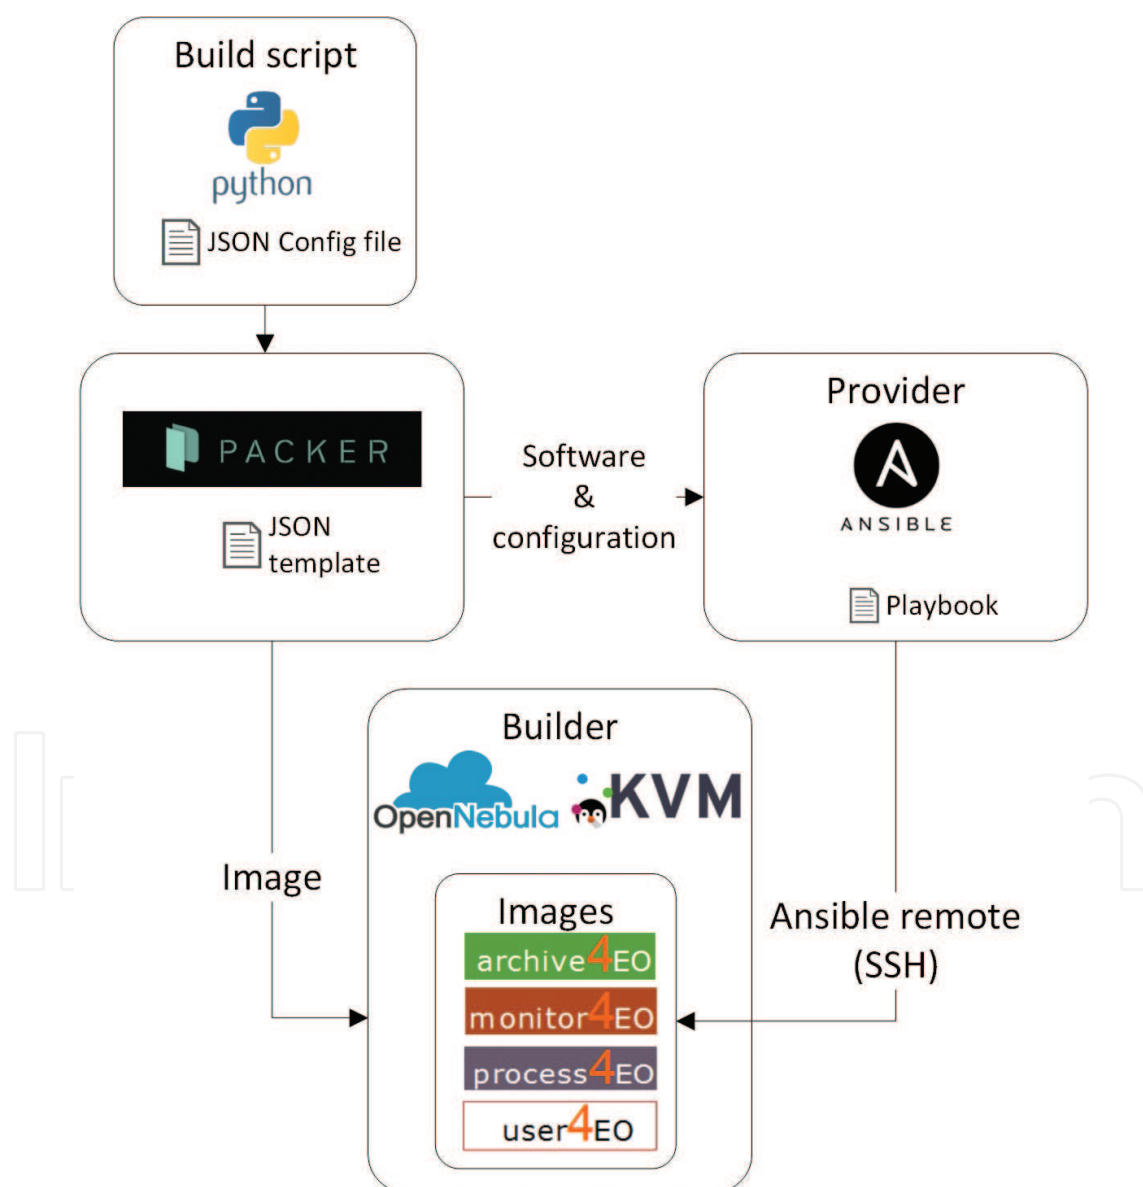 Build script
python
JSON Config file
PACKER
JSON
template
Software
&
configuration
Provider
ANSIBLE
Playbook
Builder
OpenNebula
KVM
Image
Images
archive4EO
monitor4EO
process4EO
user4EO
Ansible remote
(SSH)